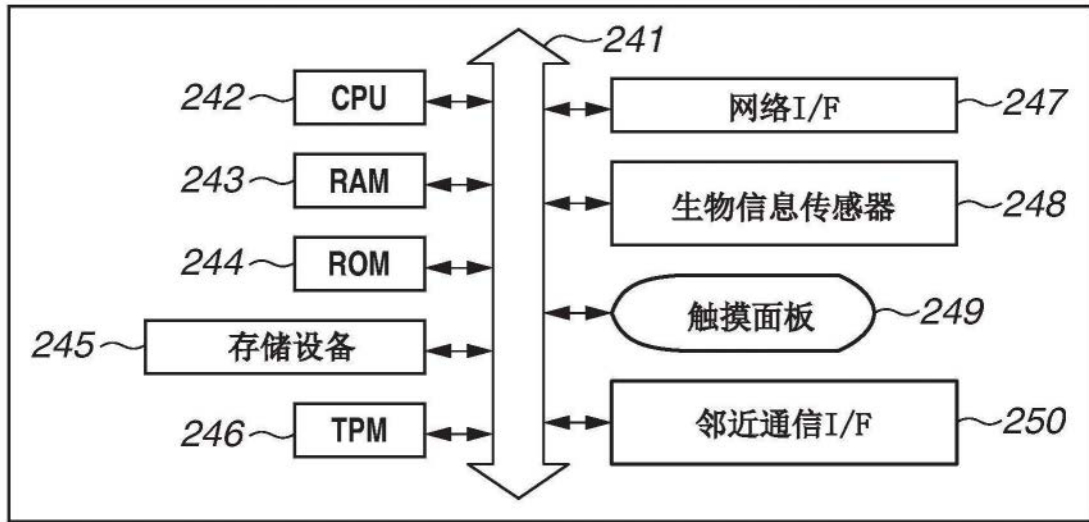 241
242 CPU
243 RAM
244 ROM
245 存储设备
246 TPM
网络I/F 247
生物信息传感器 248
触摸面板 249
邻近通信I/F 250